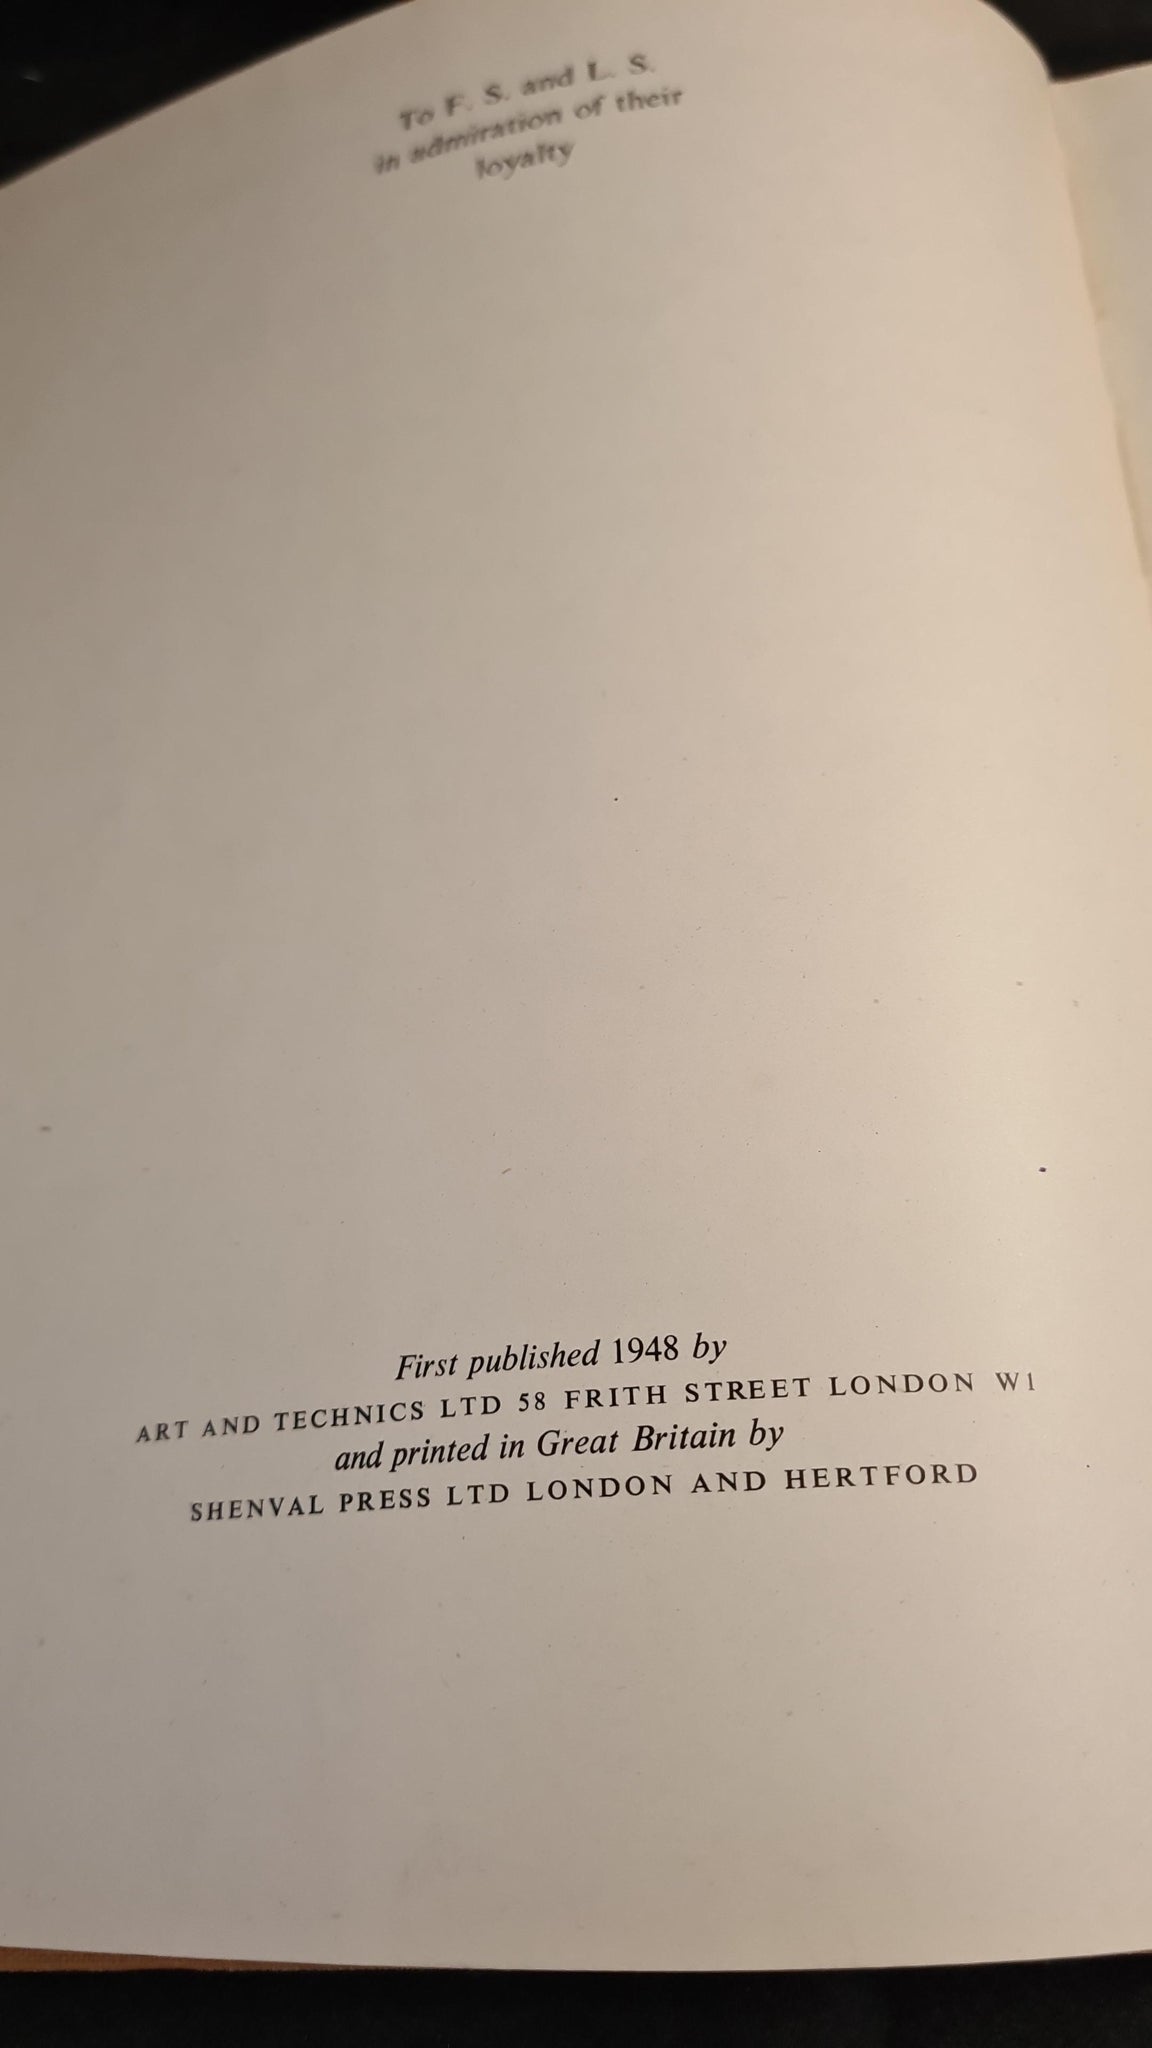 To F. S. and L. S.
in admiration of their
loyalty
First published 1948 by
ART AND TECHNICS LTD 58 FRITH STREET LONDON W1
and printed in Great Britain by
SHENVAL PRESS LTD LONDON AND HERTFORD